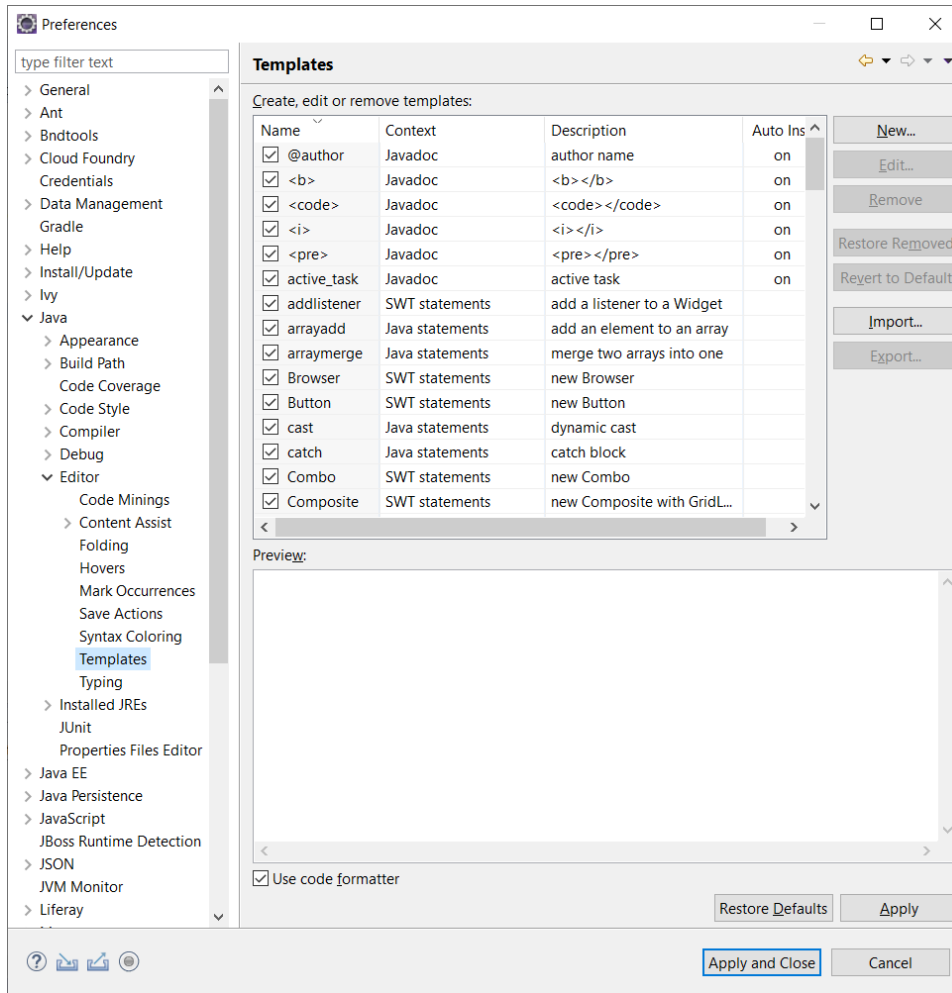 Preferences
type filter text
General
Ant
Bndtools
Cloud Foundry
Credentials
Data Management
Gradle
Help
Install/Update
Ivy
Java
Appearance
Build Path
Code Coverage
Code Style
Compiler
Debug
Editor
Code Minings
Content Assist
Folding
Hovers
Mark Occurrences
Save Actions
Syntax Coloring
Templates
Typing
Installed JREs
JUnit
Properties Files Editor
Java EE
Java Persistence
JavaScript
JBoss Runtime Detection
JSON
JVM Monitor
Liferay
Templates
Create, edit or remove templates:
Name Context Description Auto Ins
@author Javadoc author name on
<b> Javadoc <b></b> on
<code> Javadoc <code></code> on
<i> Javadoc <i></i> on
<pre> Javadoc <pre></pre> on
active_task Javadoc active task on
addlistener SWT statements add a listener to a Widget
arrayadd Java statements add an element to an array
arraymerge Java statements merge two arrays into one
Browser SWT statements new Browser
Button SWT statements new Button
cast Java statements dynamic cast
catch Java statements catch block
Combo SWT statements new Combo
Composite SWT statements new Composite with GridL...
New...
Edit...
Remove
Restore Removed
Revert to Default
Import...
Export...
Preview:
Use code formatter
Restore Defaults Apply
Apply and Close Cancel